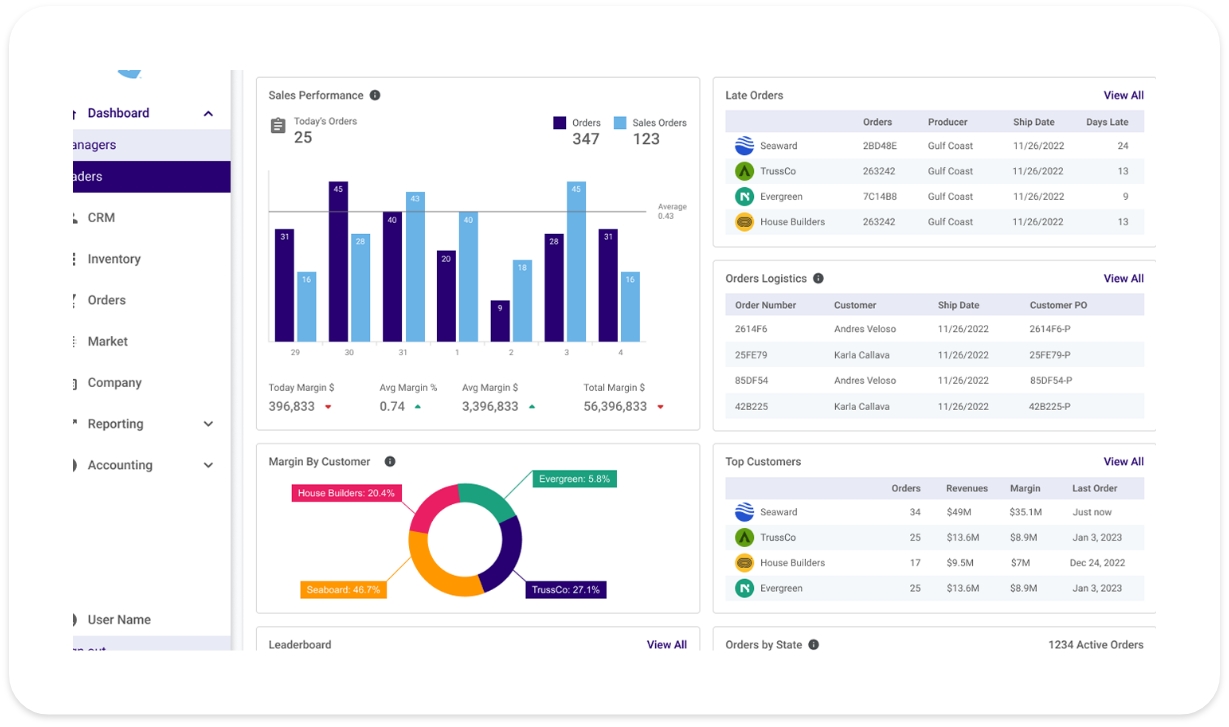 Dashboard
anagers
aders
CRM
Inventory
Orders
Market
Company
Reporting
Accounting
User Name
Sales Performance
Today's Orders
25
Orders
347
Sales Orders
123
Average
0.43
31 16
45 28
40 43
20 40
9 18
28 45
31 16
29 30 31 1 2 3 4
Today Margin $ Avg Margin % Avg Margin $ Total Margin $
396,833 0.74 3,396,833 56,396,833
Margin By Customer
Evergreen: 5.8%
House Builders: 20.4%
Seaboard: 46.7%
TrussCo: 27.1%
Leaderboard View All
Late Orders View All
Orders Producer Ship Date Days Late
Seaward 2BD48E Gulf Coast 11/26/2022 24
TrussCo 263242 Gulf Coast 11/26/2022 13
Evergreen 7C14B8 Gulf Coast 11/26/2022 9
House Builders 263242 Gulf Coast 11/26/2022 13
Orders Logistics View All
Order Number Customer Ship Date Customer PO
2614F6 Andres Veloso 11/26/2022 2614F6-P
25FE79 Karla Callava 11/26/2022 25FE79-P
85DF54 Andres Veloso 11/26/2022 85DF54-P
42B225 Karla Callava 11/26/2022 42B225-P
Top Customers View All
Orders Revenues Margin Last Order
Seaward 34 $49M $35.1M Just now
TrussCo 25 $13.6M $8.9M Jan 3, 2023
House Builders 17 $9.5M $7M Dec 24, 2022
Evergreen 25 $13.6M $8.9M Jan 3, 2023
Orders by State 1234 Active Orders